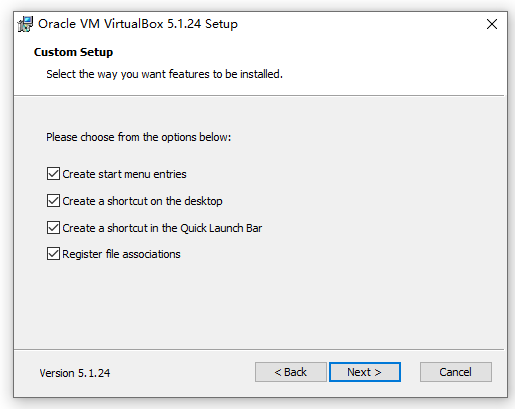 Oracle VM VirtualBox 5.1.24 Setup
Custom Setup
Select the way you want features to be installed.
Please choose from the options below:
Create start menu entries
Create a shortcut on the desktop
Create a shortcut in the Quick Launch Bar
Register file associations
Version 5.1.24
< Back
Next >
Cancel